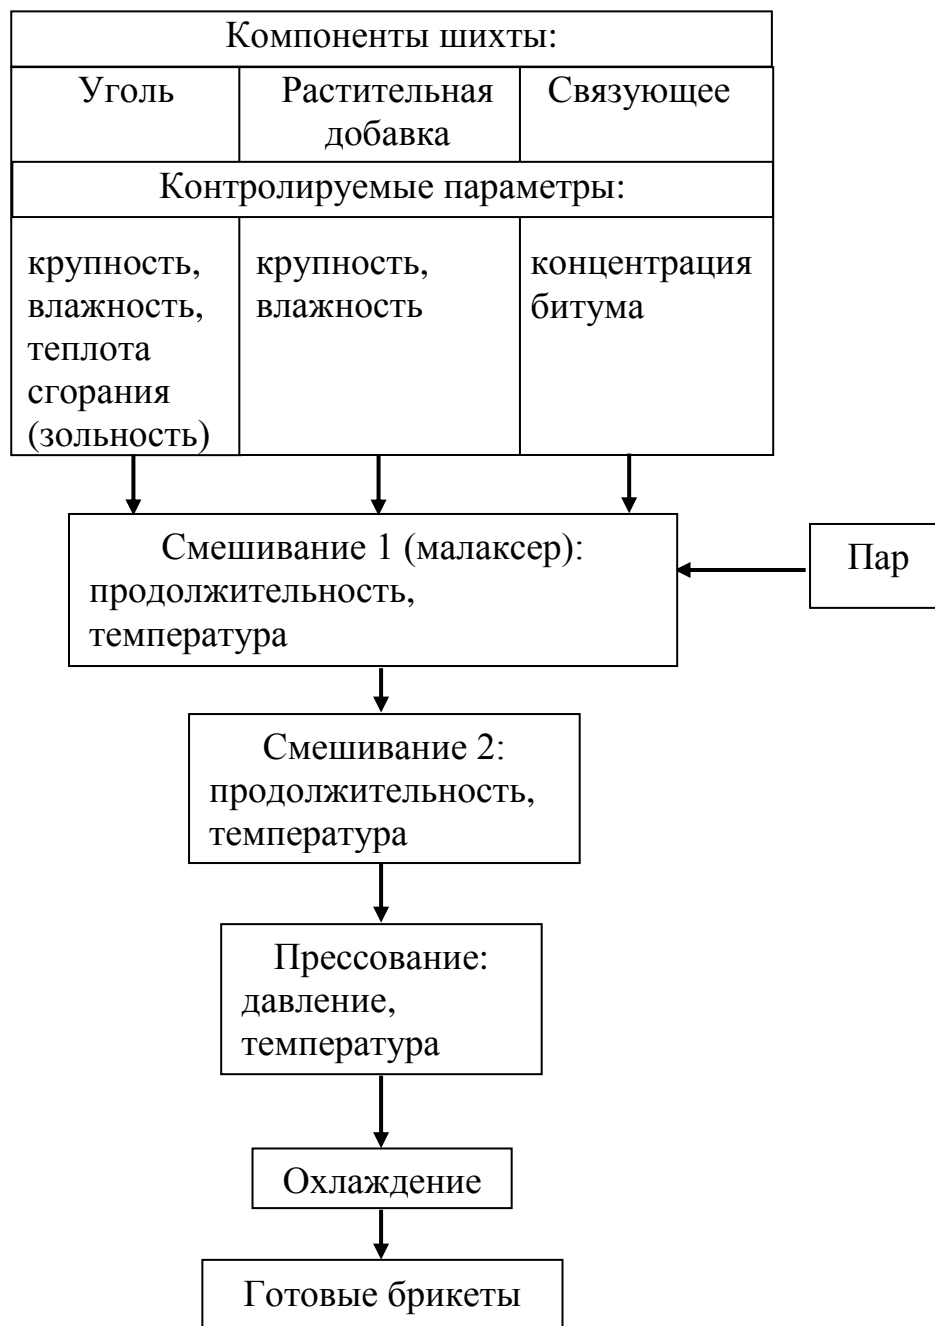 Компоненты шихты:
Уголь
Растительная
добавка
Связующее
Контролируемые параметры:
крупность,
влажность,
теплота
сгорания
(зольность)
крупность,
влажность
концентрация
битума
Смешивание 1 (малаксер):
продолжительность,
температура
Пар
Смешивание 2:
продолжительность,
температура
Прессование:
давление,
температура
Охлаждение
Готовые брикеты